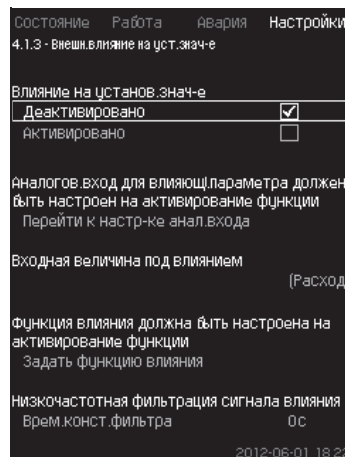 Состояние Работа Авария Настройки
4.1.3 - Внешн.влияние на уст.знач-е
Влияние на установ.знач-е
Деактивировано
Активировано
Аналогов.вход для влияющ.параметра должен
быть настроен на активирование функции
Перейти к настр-ке анал.входа
Входная величина под влиянием
(Расход
Функция влияния должна быть настроена на
активирование функции
Задать функцию влияния
Низкочастотная фильтрация сигнала влияния
Врем.конст.фильтра 0с
2012-06-01 18:22